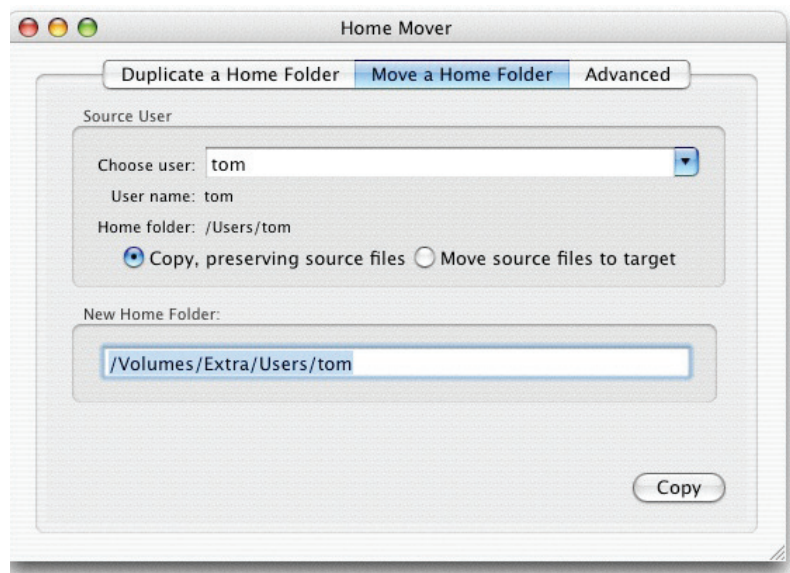 Home Mover
Duplicate a Home Folder Move a Home Folder Advanced
Source User
Choose user: tom
User name: tom
Home folder: /Users/tom
Copy, preserving source files Move source files to target
New Home Folder:
/Volumes/Extra/Users/tom
Copy